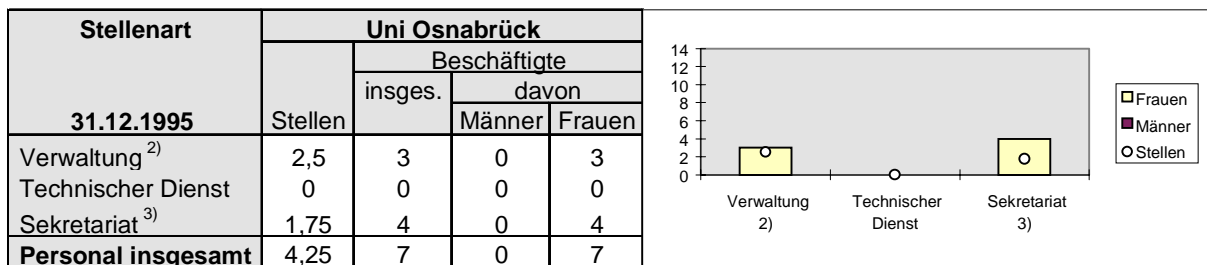 Stellenart Uni Osnabrück
Beschäftigte
insges. davon
31.12.1995 Stellen Männer Frauen
Verwaltung 2) 2,5 3 0 3
Technischer Dienst 0 0 0 0
Sekretariat 3) 1,75 4 0 4
Personal insgesamt 4,25 7 0 7
14
12
10
8
6
4
2
0
Verwaltung
2)
Technischer
Dienst
Sekretariat
3)
Frauen
Männer
Stellen